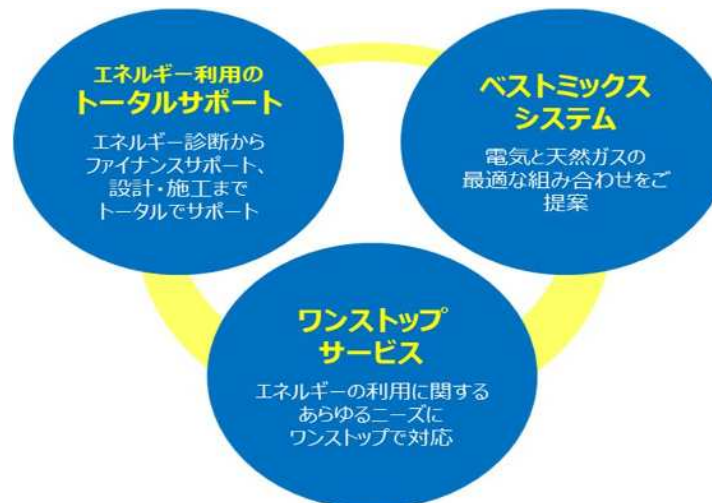 エネルギー利用の
トータルサポート
エネルギー診断から
ファイナンスサポート、
設計・施工まで
トータルでサポート
ベストミックス
システム
電気と天然ガスの
最適な組み合わせをご
提案
ワンストップ
サービス
エネルギーの利用に関する
あらゆるニーズに
ワンストップで対応